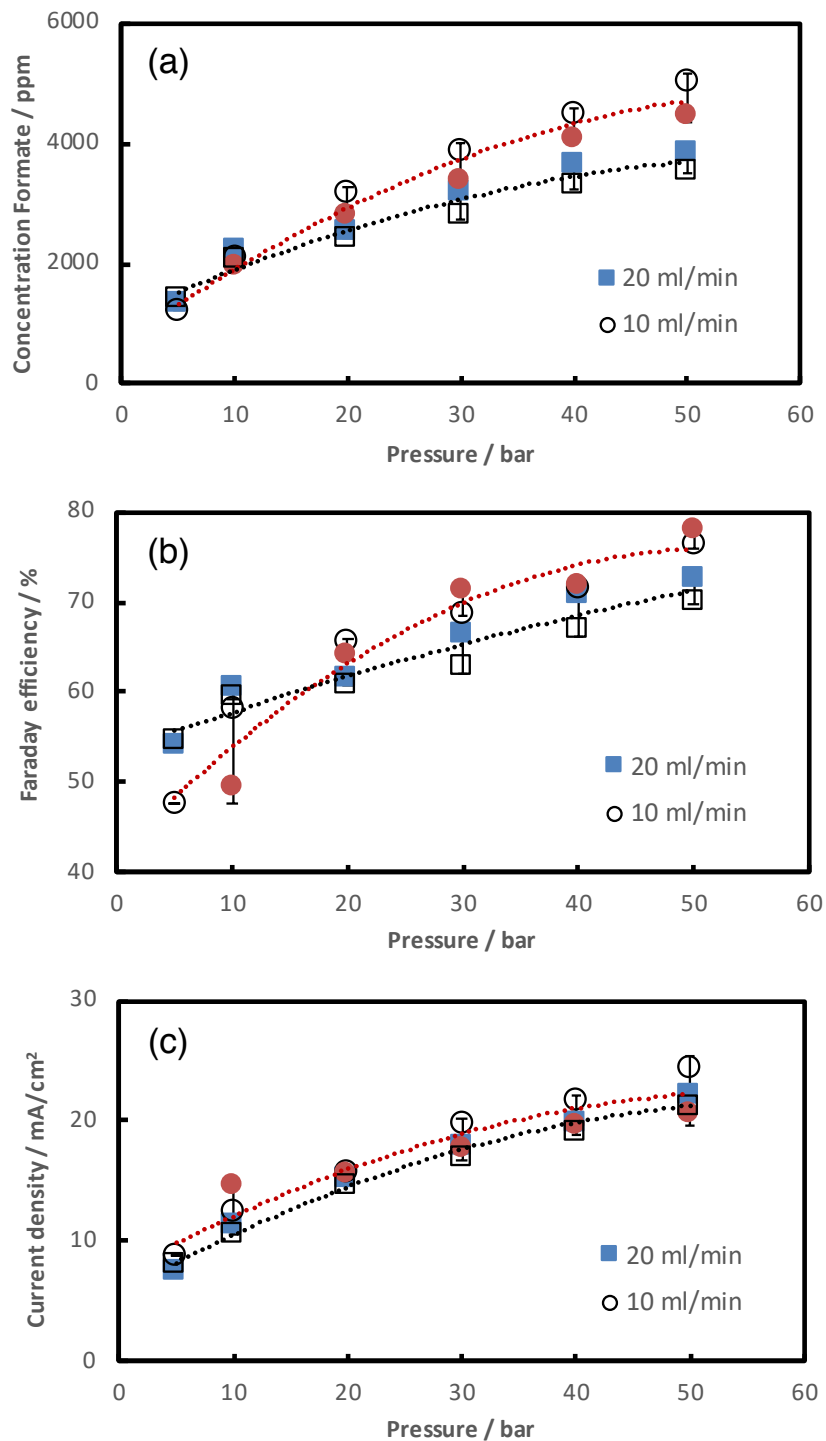 (a)
Concentration Formate / ppm
6000
4000
2000
0
20 ml/min
10 ml/min
0 10 20 30 40 50 60
Pressure / bar
(b)
Faraday efficiency / %
80
70
60
50
40
20 ml/min
10 ml/min
0 10 20 30 40 50 60
Pressure / bar
(c)
Current density / mA/cm²
30
20
10
0
20 ml/min
10 ml/min
0 10 20 30 40 50 60
Pressure / bar